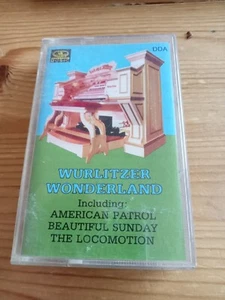 DDA
WURLITZER
WONDERLAND
Including:
AMERICAN PATROL
BEAUTIFUL SUNDAY
THE LOCOMOTION